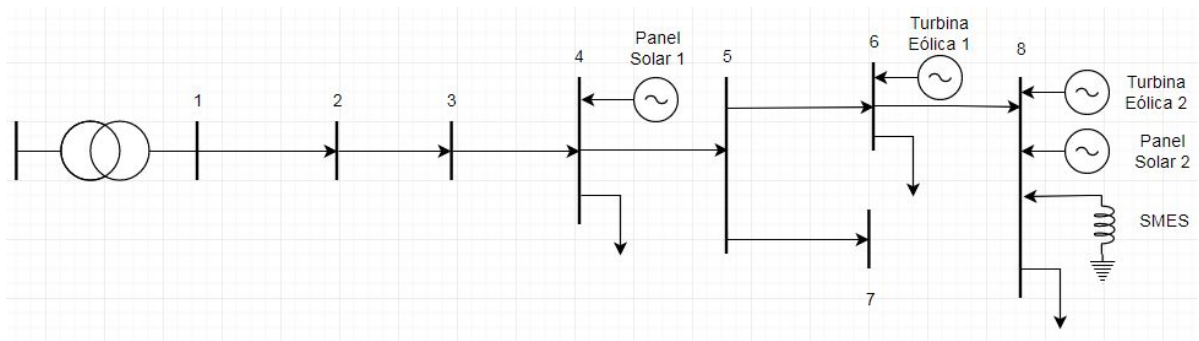 1
2
3
4
Panel
Solar 1
5
6
Turbina
Eólica 1
7
8
Turbina
Eólica 2
Panel
Solar 2
SMES